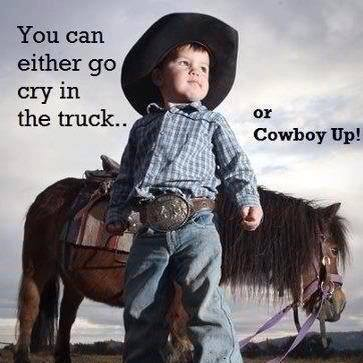 You can
either go
cry in
the truck..
or
Cowboy Up!